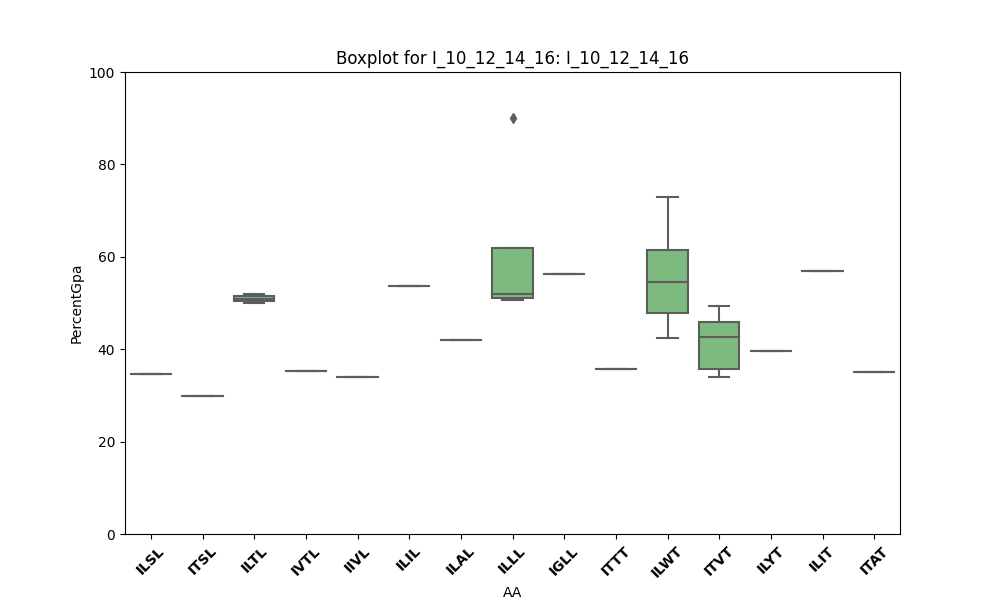 Boxplot for I_10_12_14_16: I_10_12_14_16
100
80
60
40
20
0
PercentGpa
ILSL ITSL ILTL IVTL IIVL ILIL ILAL ILLL IGLL ITTT ILWT ITVT ILYT ILIT ITAT
AA